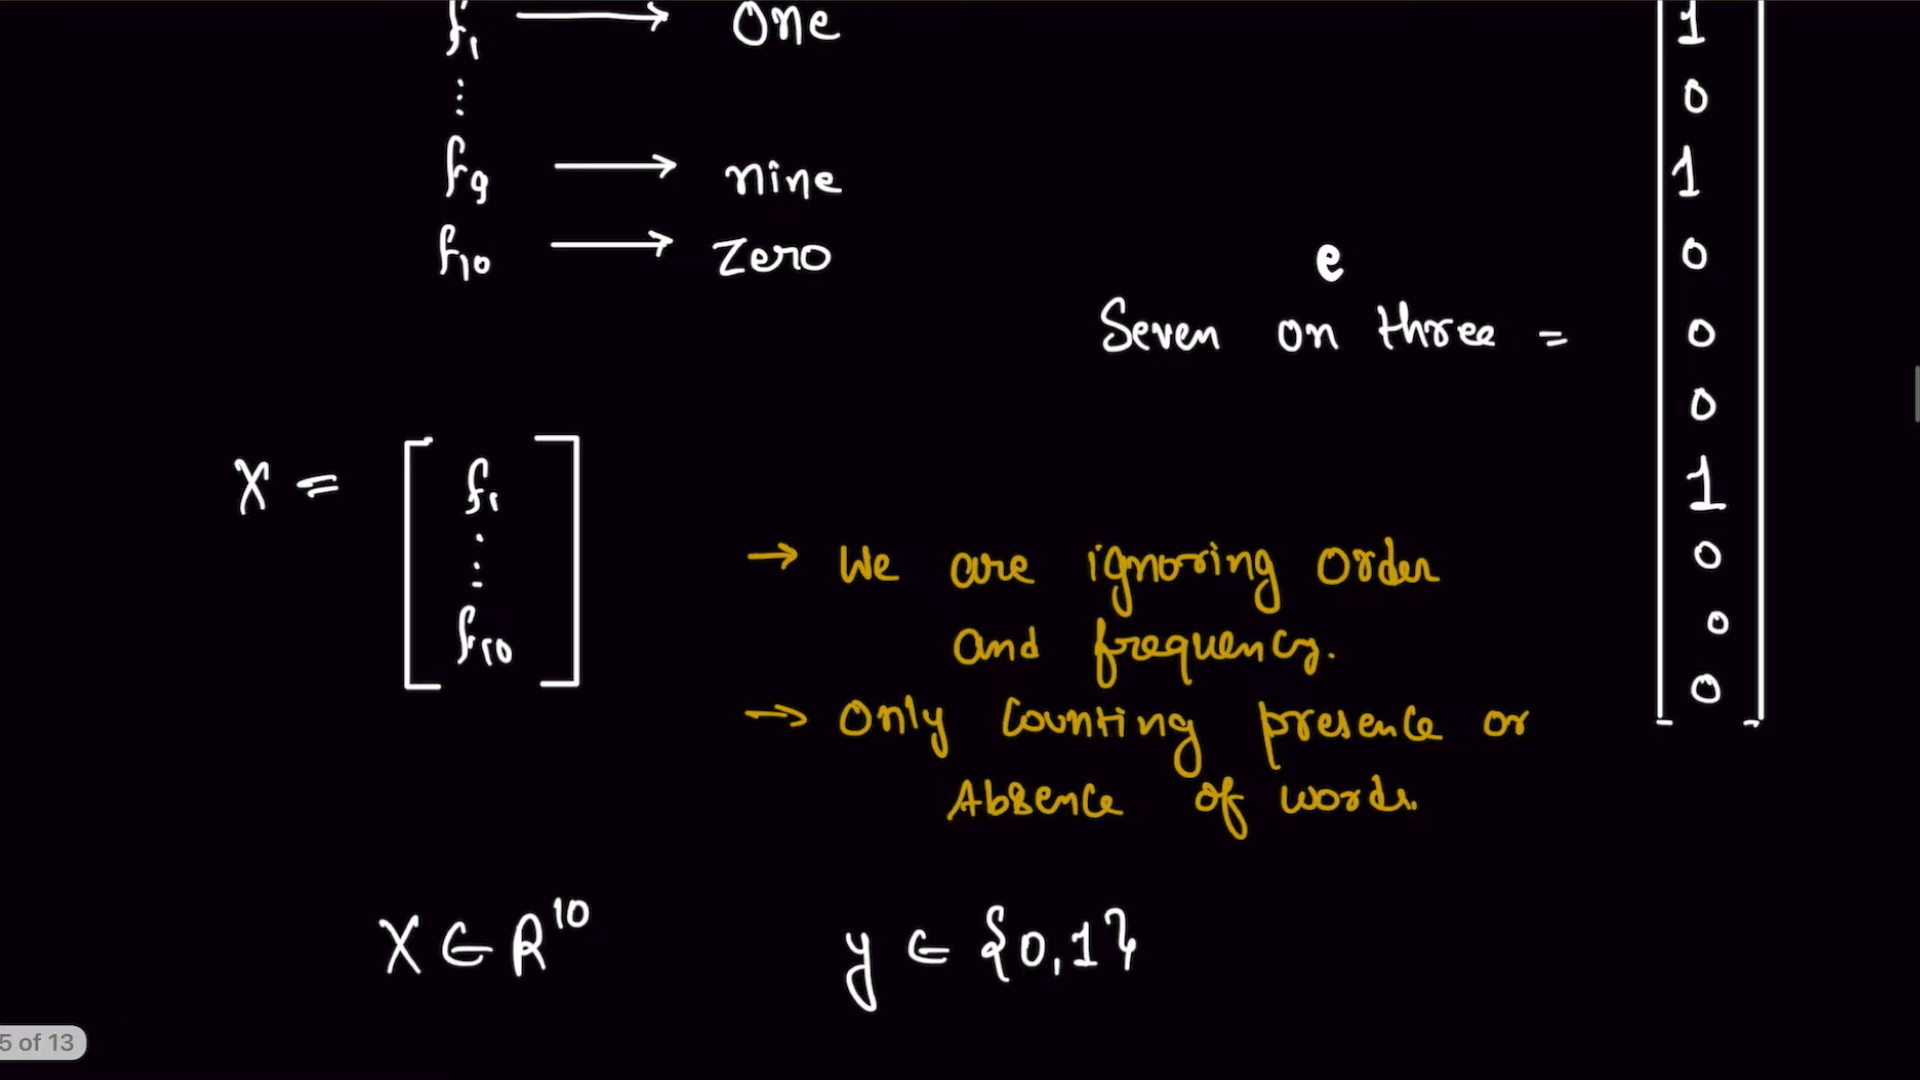 f1 → One
⋮
f9 → nine
f10 → Zero
e
Seven on three =
1
0
1
0
0
0
1
0
0
0
X = [ f1
⋮
f10 ]
→ We are ignoring order
and frequency.
→ Only Counting presence or
Absence of words.
X ∈ R^10 y ∈ {0,1}
5 of 13